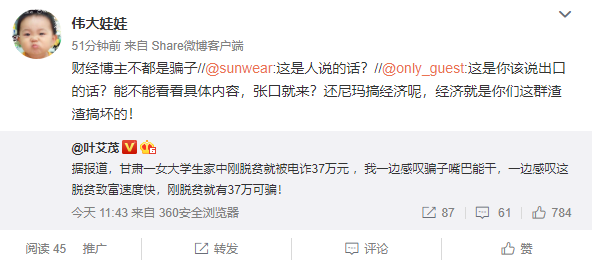 伟大娃娃
51分钟前 来自 Share微博客户端
财经博主不都是骗子//@sunwear:这是人说的话？//@only_guest:这是你该说出口
的话？能不能看看具体内容，张口就来？还尼玛搞经济呢，经济就是你们这群渣
渣搞坏的！
@叶艾茂
据报道，甘肃一女大学生家中刚脱贫就被电诈37万元 ，我一边感叹骗子嘴巴能干，一边感叹这
脱贫致富速度快，刚脱贫就有37万可骗！
今天 11:43 来自 360安全浏览器 87 61 784
阅读 45 推广 转发 评论 赞